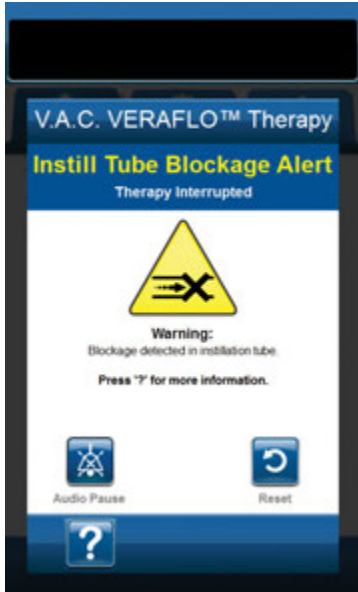 V.A.C. VERAFLO™ Therapy
Instill Tube Blockage Alert
Therapy Interrupted
Warning:
Blockage detected in instillation tube.
Press '?' for more information.
Audio Pause
Reset
?